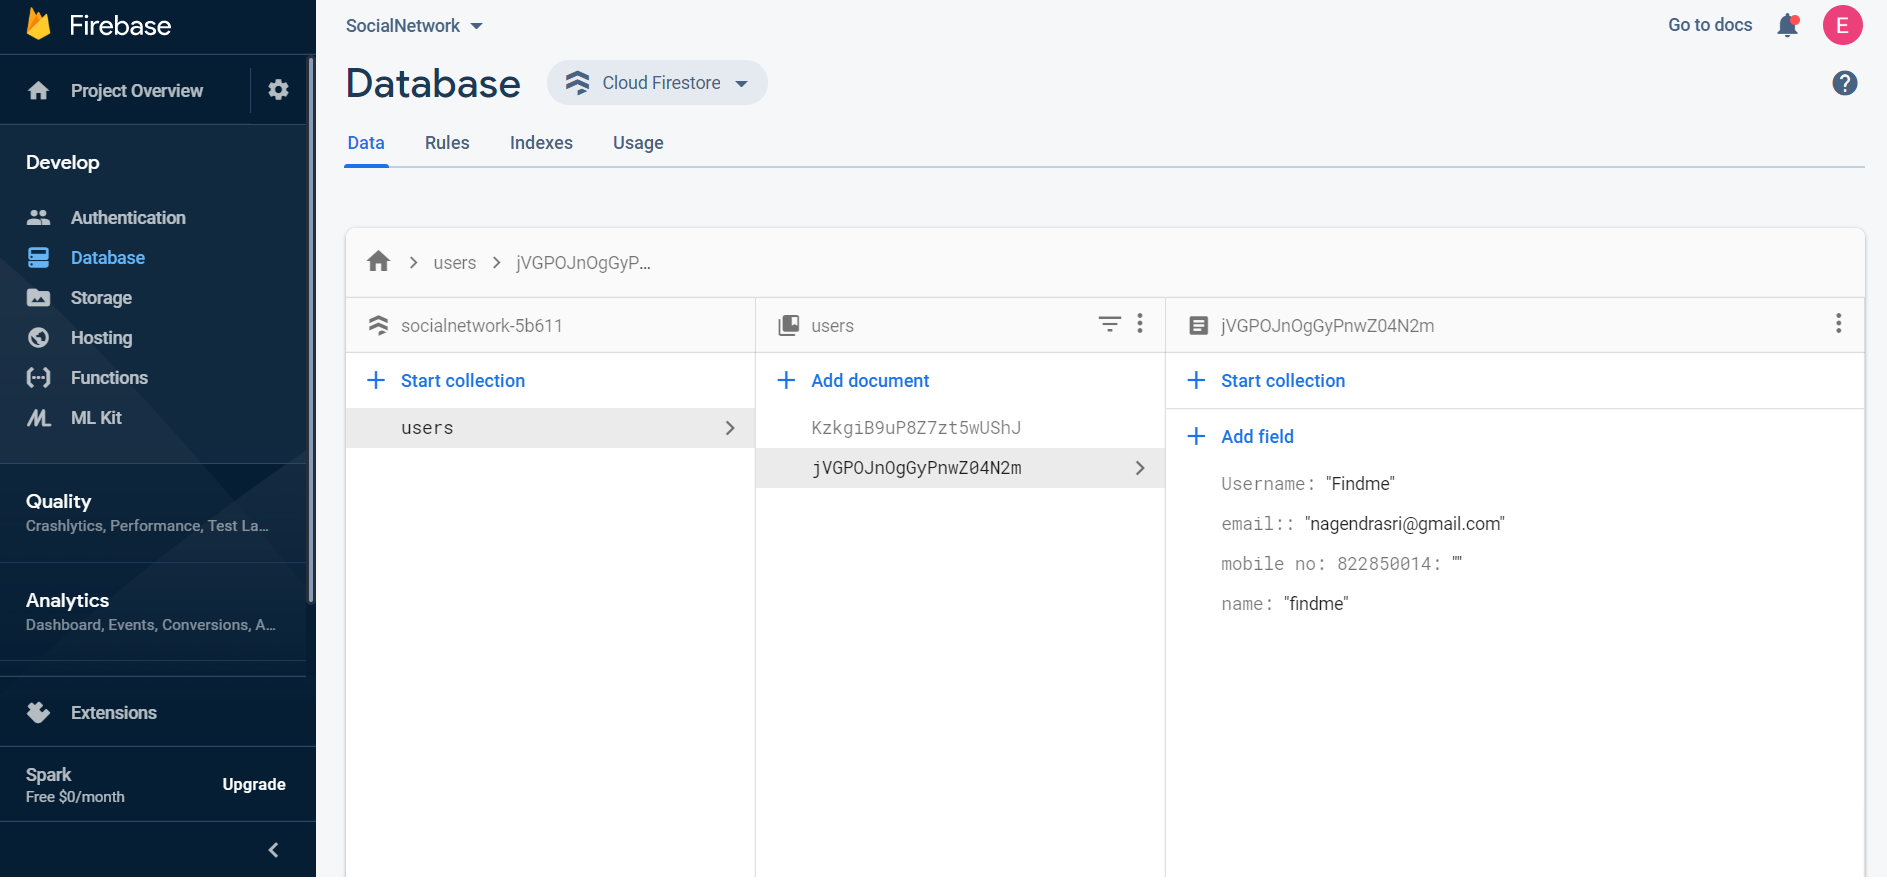 Firebase
Project Overview
Develop
Authentication
Database
Storage
Hosting
Functions
ML Kit
Quality
Crashlytics, Performance, Test La...
Analytics
Dashboard, Events, Conversions, A...
Extensions
Spark
Free $0/month
Upgrade
SocialNetwork
Go to docs
E
Database
Cloud Firestore
?
Data Rules Indexes Usage
users
jVGPOJnOgGyP...
socialnetwork-5b611
Start collection
users
users
Add document
KzkgiB9uP8Z7zt5wUShJ
jVGPOJnOgGyPnwZ04N2m
jVGPOJnOgGyPnwZ04N2m
Start collection
Add field
Username: "Findme"
email:: "nagendrasri@gmail.com"
mobile no: 822850014: ""
name: "findme"